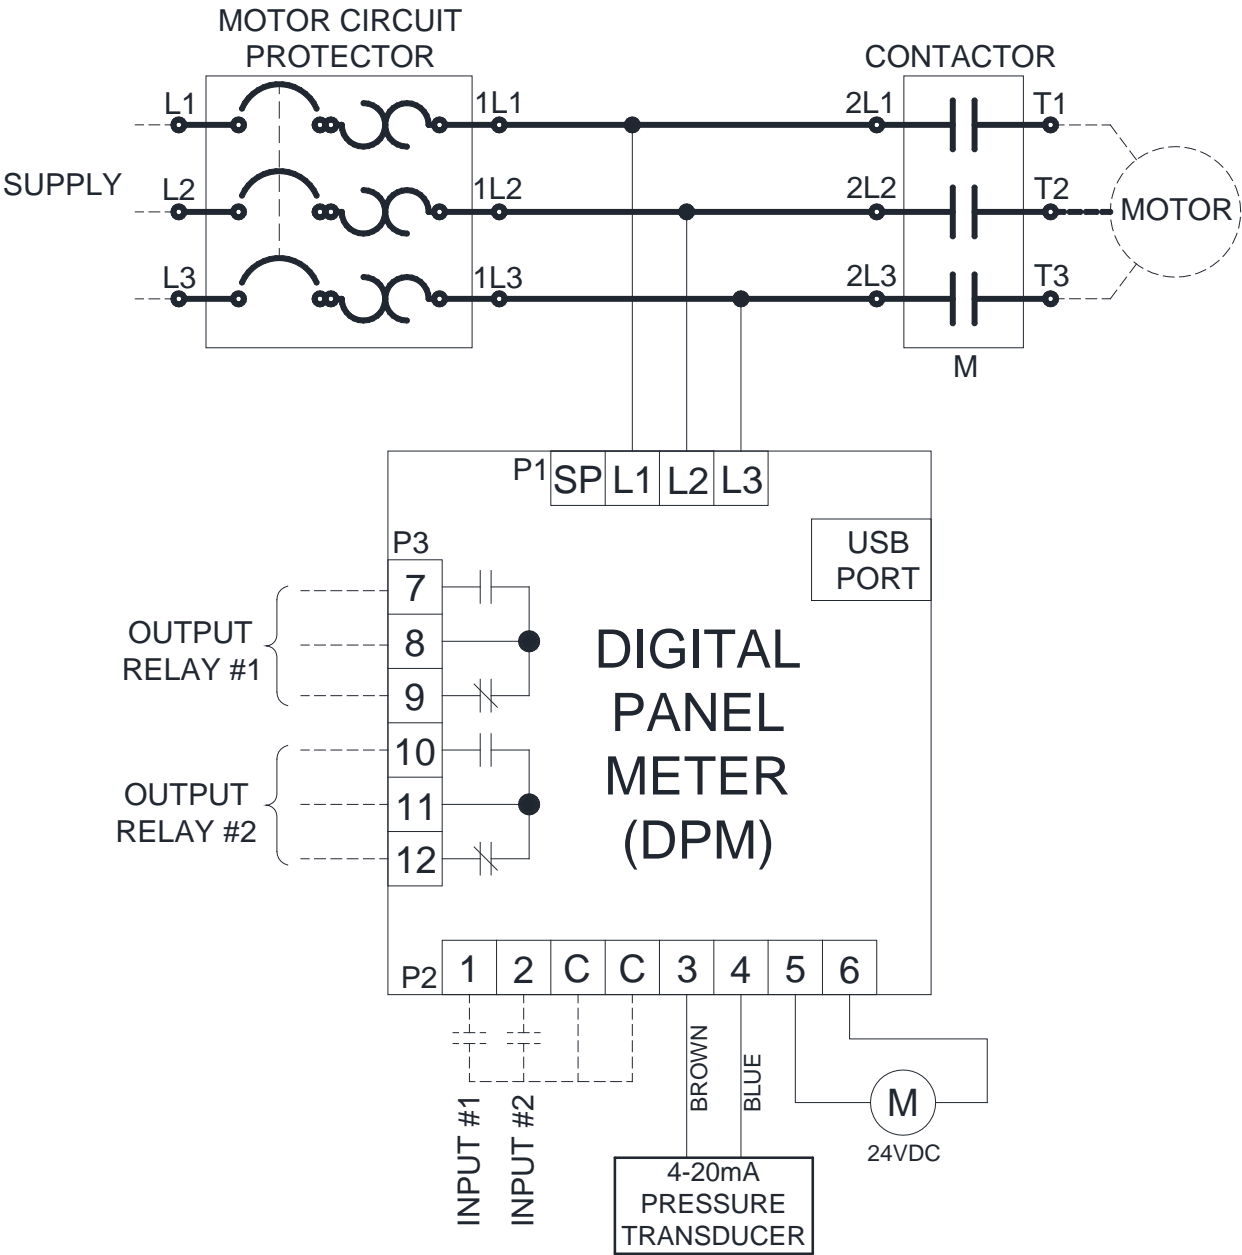 MOTOR CIRCUIT
PROTECTOR
CONTACTOR
L1
1L1
2L1
T1
SUPPLY
L2
1L2
2L2
T2
MOTOR
L3
1L3
2L3
T3
M
P1
SP
L1
L2
L3
USB
PORT
P3
7
8
9
10
11
12
OUTPUT
RELAY #1
OUTPUT
RELAY #2
DIGITAL
PANEL
METER
(DPM)
P2
1
2
C
C
3
4
5
6
INPUT #1
INPUT #2
BROWN
BLUE
M
24VDC
4-20mA
PRESSURE
TRANSDUCER